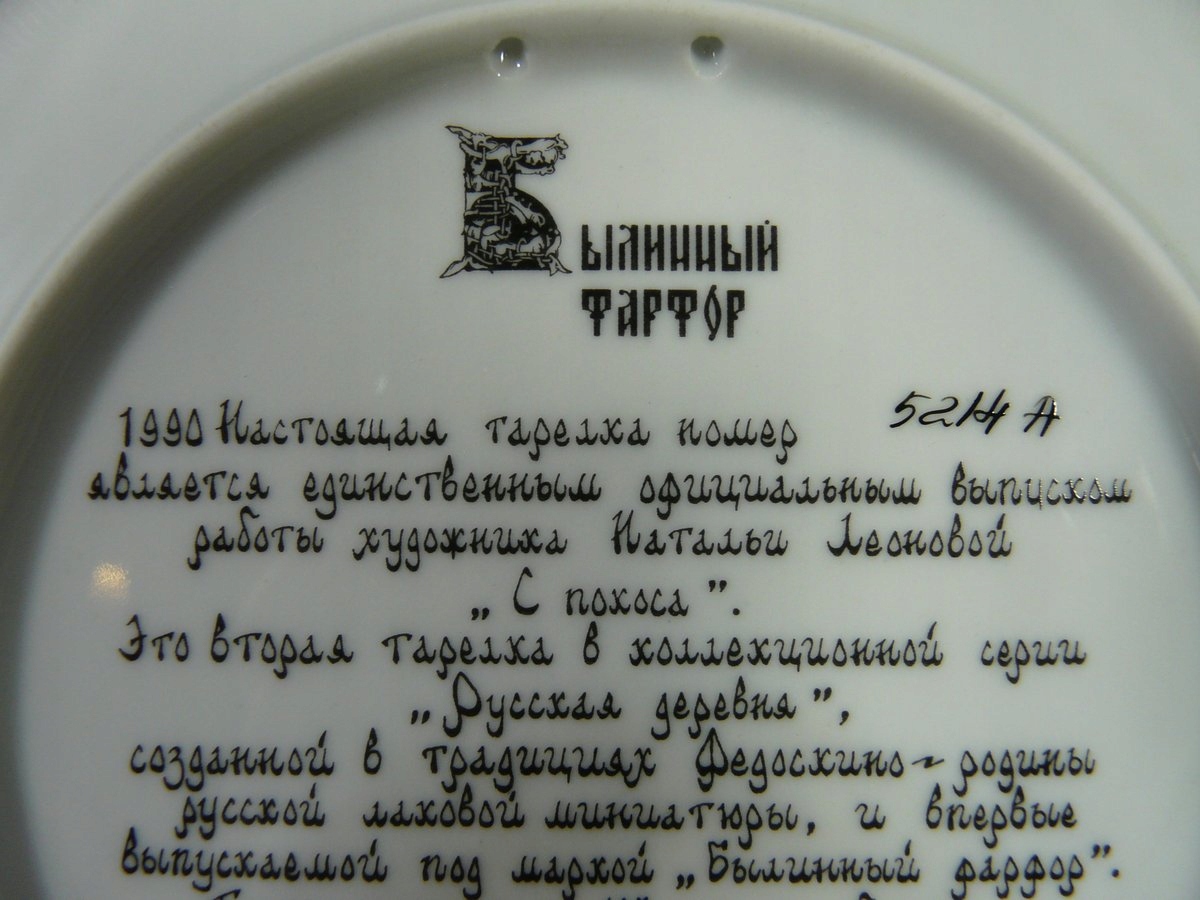 Былинный
фарфор
1990 Настоящая тарелка номер 5214 А
является единственным официальным выпуском
работы художника Натальи Леоновой
„С покоса”.
Это вторая тарелка в коллекционной серии
„Русская деревня”,
созданной в традициях Федоскино - родины
русской лаковой миниатюры, и впервые
выпускаемой под маркой „Былинный фарфор”.